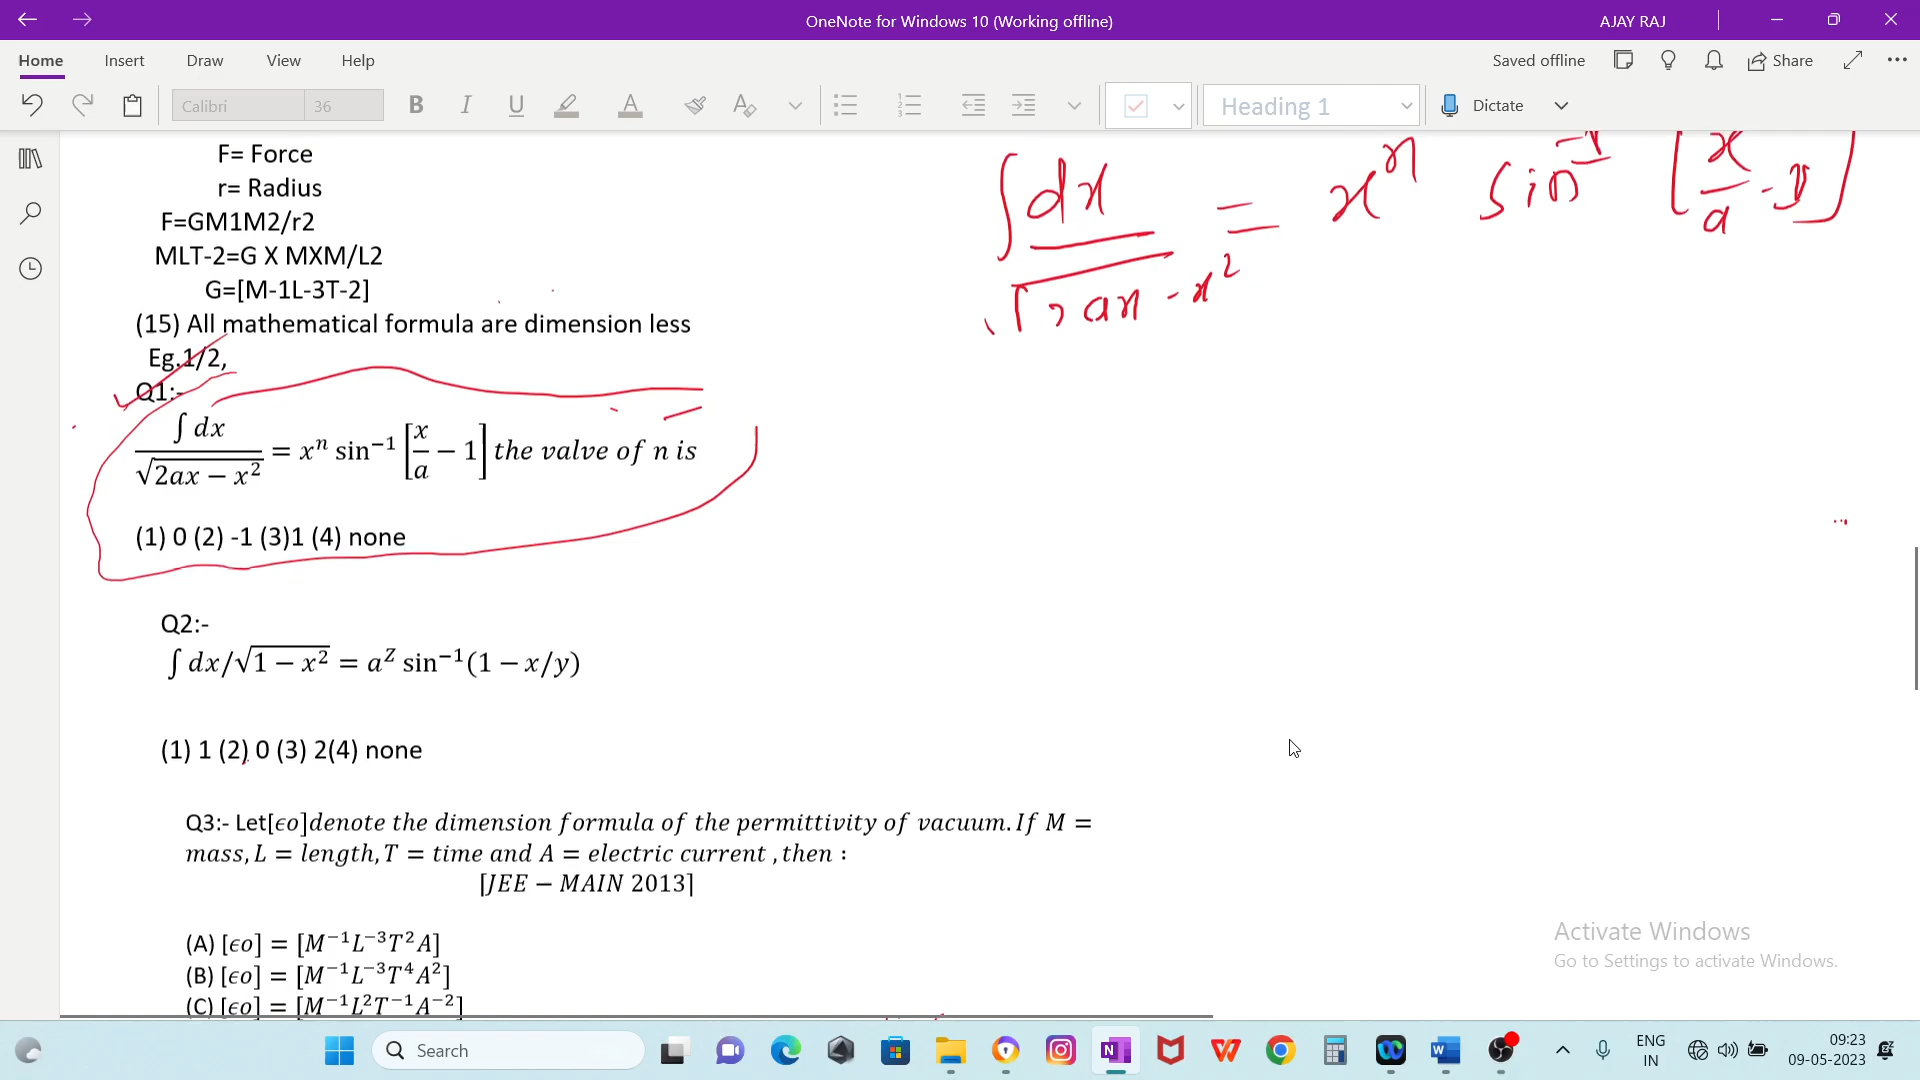 OneNote for Windows 10 (Working offline)
AJAY RAJ
Home Insert Draw View Help
Saved offline
Share
Calibri 36 B I U A
Heading 1
Dictate
F= Force
r= Radius
F=GM1M2/r2
MLT-2=G X MXM/L2
G=[M-1L-3T-2]
(15) All mathematical formula are dimension less
Eg.1/2,
Q1:-
∫ dx / √(2ax − x²) = xⁿ sin⁻¹ [x/a − 1] the valve of n is
(1) 0 (2) -1 (3)1 (4) none
∫ dx / √(2ax − x²) = xⁿ sin⁻¹ [x/a − 1]
Q2:-
∫ dx/√1 − x² = aᶻ sin⁻¹(1 − x/y)
(1) 1 (2) 0 (3) 2(4) none
Q3:- Let[ϵo]denote the dimension formula of the permittivity of vacuum. If M =
mass, L = length, T = time and A = electric current , then :
[JEE − MAIN 2013]
(A) [ϵo] = [M⁻¹L⁻³T²A]
(B) [ϵo] = [M⁻¹L⁻³T⁴A²]
(C) [ϵo] = [M⁻¹L²T⁻¹A⁻²]
Activate Windows
Go to Settings to activate Windows.
Search
ENG
IN
09:23
09-05-2023